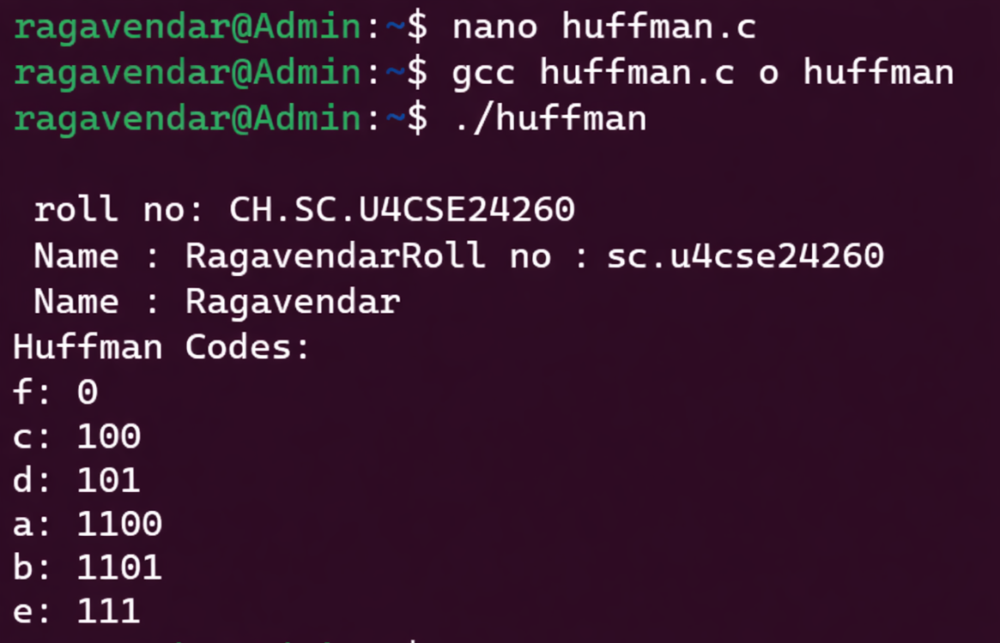 ragavendar@Admin:~$ nano huffman.c
ragavendar@Admin:~$ gcc huffman.c o huffman
ragavendar@Admin:~$ ./huffman
roll no: CH.SC.U4CSE24260
Name : RagavendarRoll no : sc.u4cse24260
Name : Ragavendar
Huffman Codes:
f: 0
c: 100
d: 101
a: 1100
b: 1101
e: 111